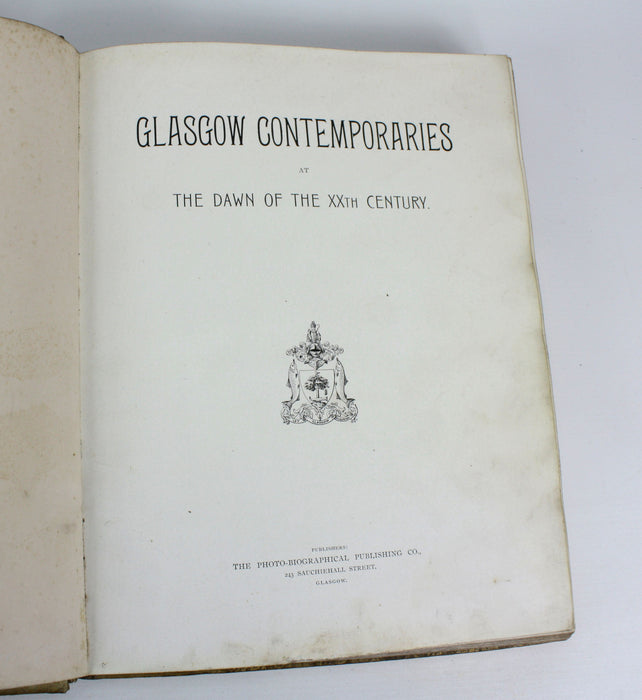 GLASGOW CONTEMPORARIES
AT
THE DAWN OF THE XXTH CENTURY.
PUBLISHERS:
THE PHOTO-BIOGRAPHICAL PUBLISHING CO.,
243 SAUCHIEHALL STREET,
GLASGOW.